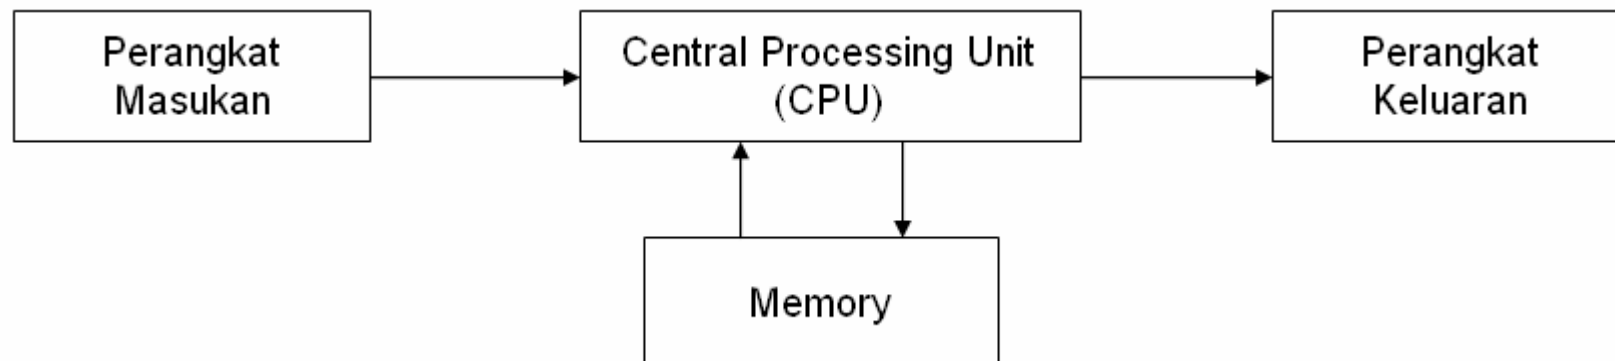 Perangkat
Masukan
Central Processing Unit
(CPU)
Perangkat
Keluaran
Memory